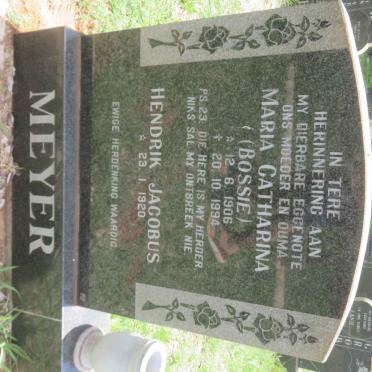 IN TERE
HERINNERING AAN
MY DIERBARE EGGENOTE
ONS MOEDER EN OUMA
MARIA CATHARINA
(BOSSIE)
☆ 12.6.1906
✝ 20.10.1994
PS.23. DIE HERE IS MY HERDER
NIKS SAL MY ONTBREEK NIE
HENDRIK JACOBUS
☆ 23.1.1920
EWIGE HERDENKING WAARDIG
MEYER